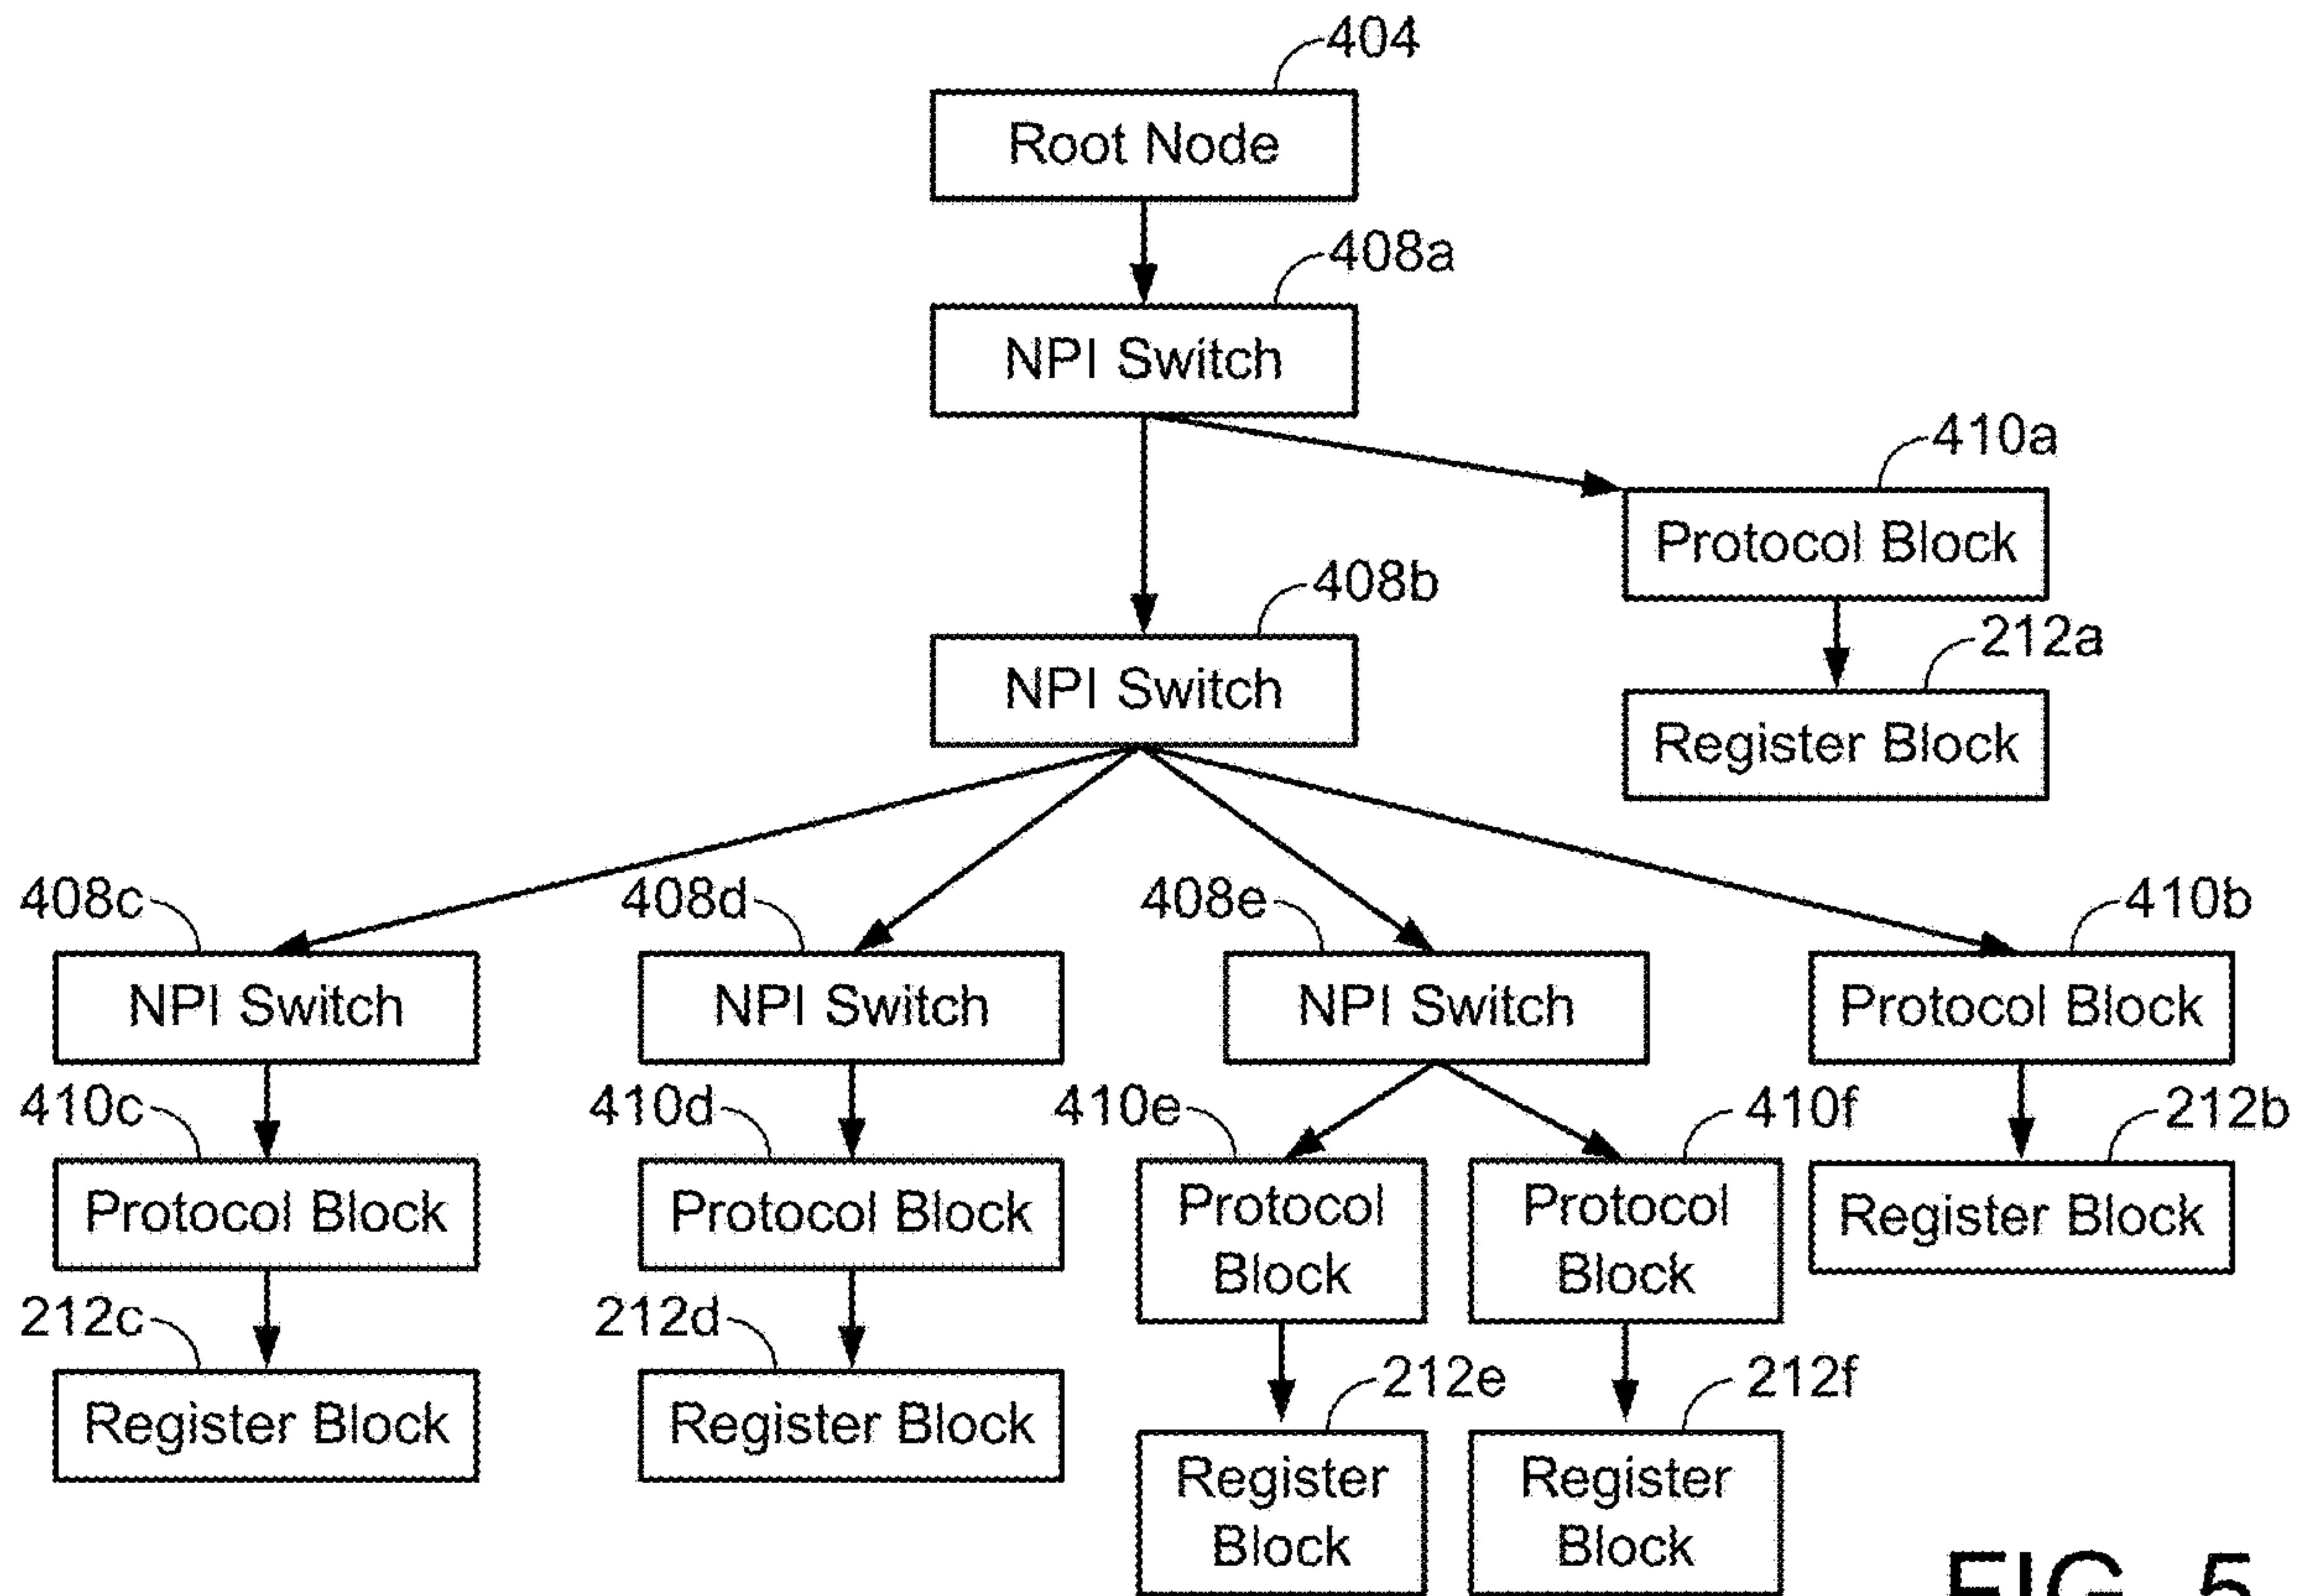 404
Root Node
408a
NPI Switch
410a
Protocol Block
408b
NPI Switch
212a
Register Block
408c
408d
408e
410b
NPI Switch
NPI Switch
NPI Switch
Protocol Block
410c
410d
410e
410f
212b
Protocol Block
Protocol Block
Protocol
Block
Protocol
Block
Register Block
212c
212d
212e
212f
Register Block
Register Block
Register
Block
Register
Block
FIG. 5